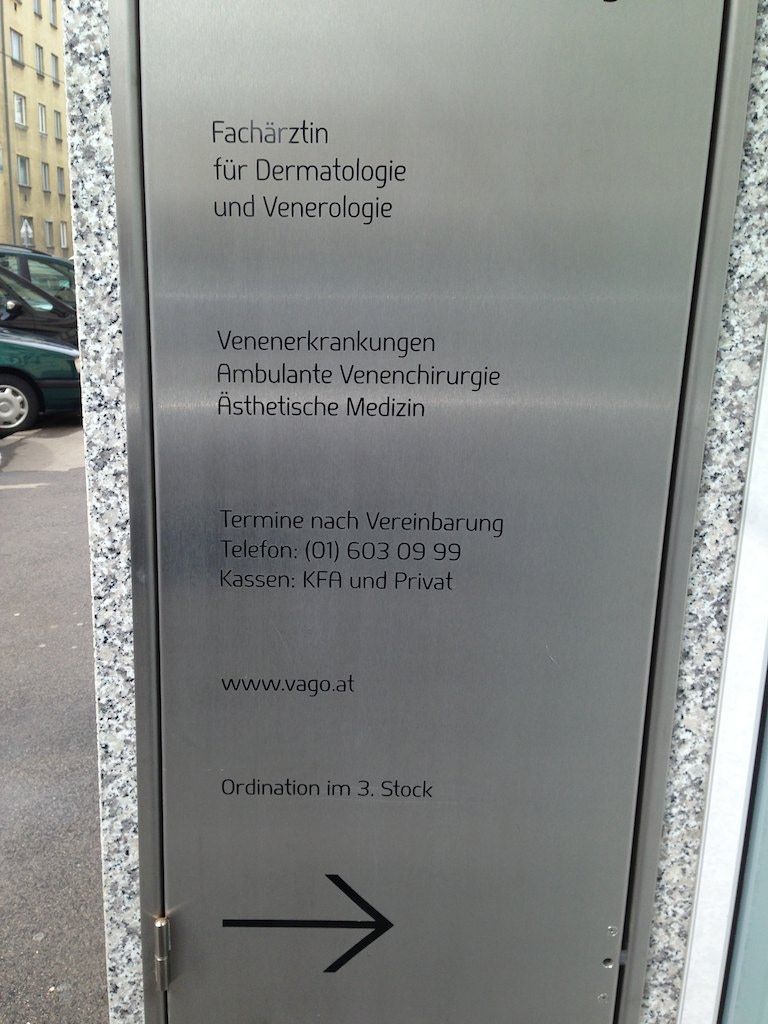 Fachärztin
für Dermatologie
und Venerologie
Venenerkrankungen
Ambulante Venenchirurgie
Ästhetische Medizin
Termine nach Vereinbarung
Telefon: (01) 603 09 99
Kassen: KFA und Privat
www.vago.at
Ordination im 3. Stock